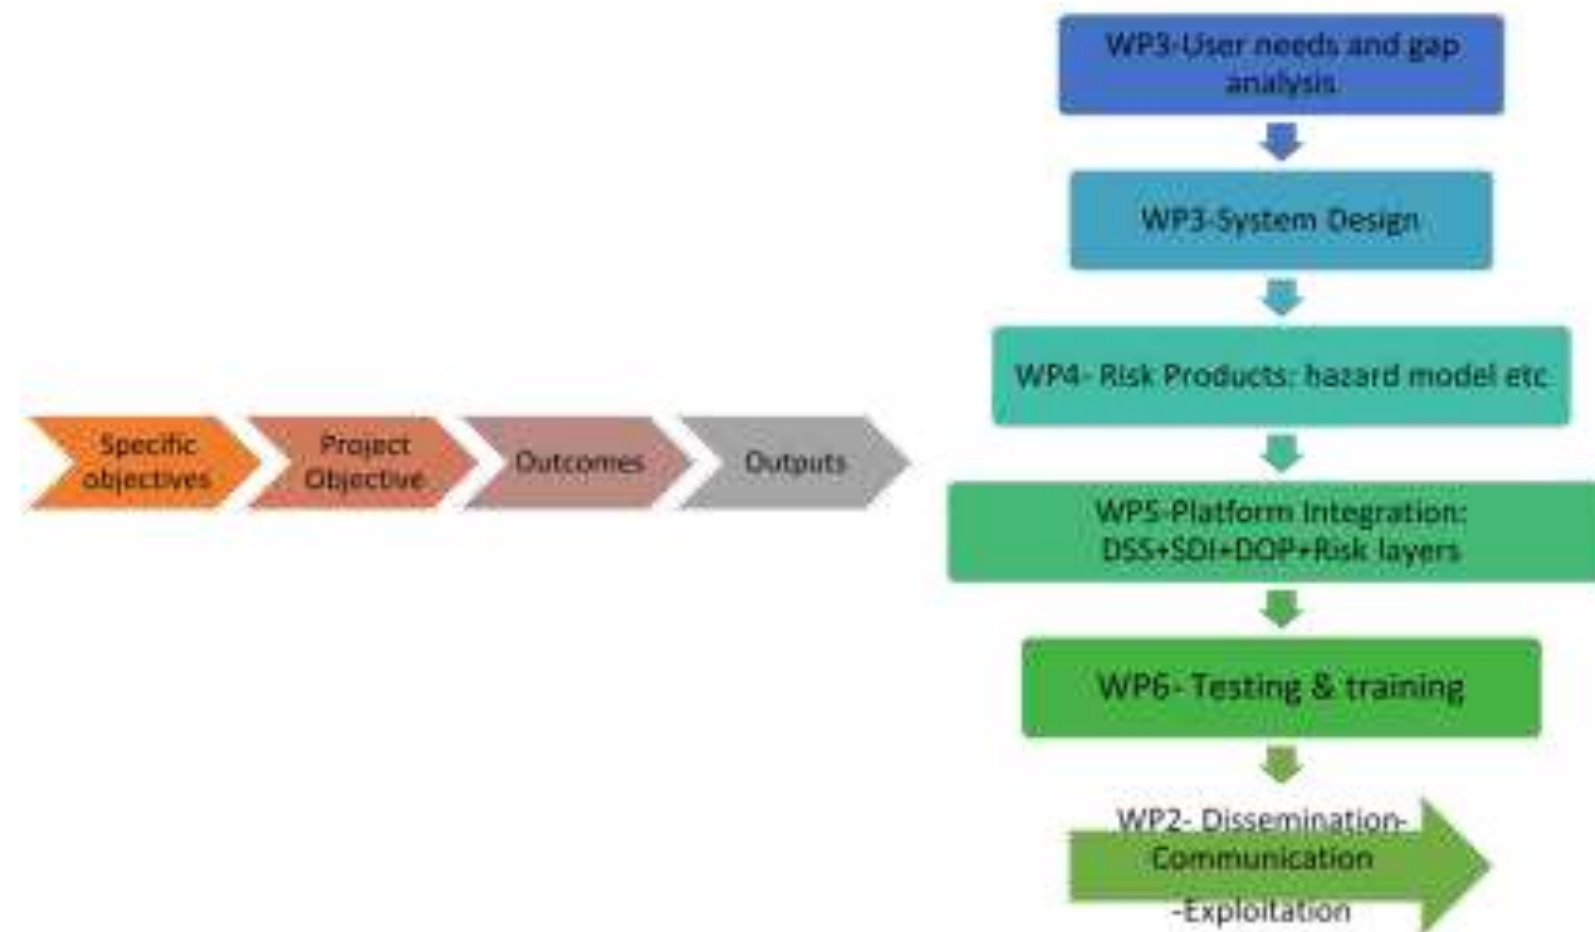 Specific
objectives
Project
Objective
Outcomes
Outputs
WP3-User needs and gap
analysis
WP3-System Design
WP4- Risk Products: hazard model etc
WP5-Platform Integration:
DSS+SDI+DOP+Risk layers
WP6- Testing & training
WP2- Dissemination-
Communication
-Exploitation